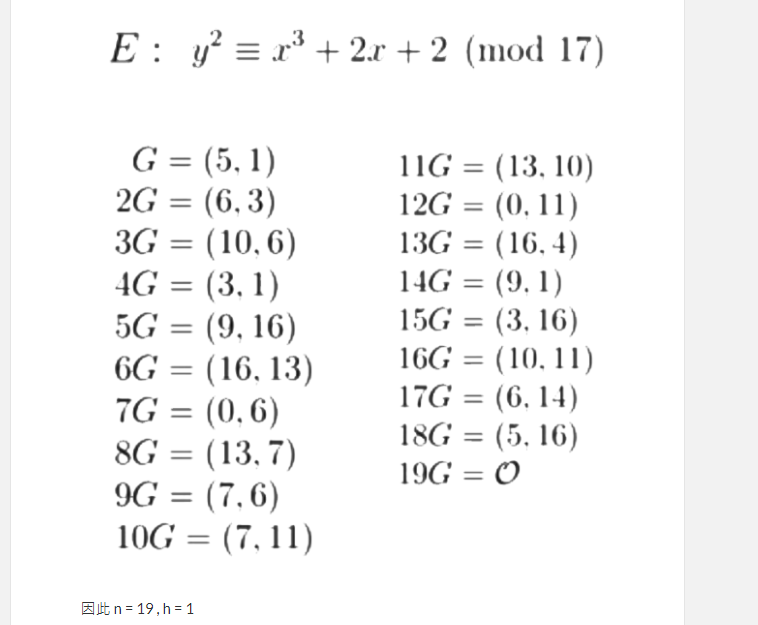 E : y² ≡ x³ + 2x + 2 (mod 17)
G = (5, 1)
2G = (6, 3)
3G = (10, 6)
4G = (3, 1)
5G = (9, 16)
6G = (16, 13)
7G = (0, 6)
8G = (13, 7)
9G = (7, 6)
10G = (7, 11)
11G = (13, 10)
12G = (0, 11)
13G = (16, 4)
14G = (9, 1)
15G = (3, 16)
16G = (10, 11)
17G = (6, 14)
18G = (5, 16)
19G = 𝒪
因此 n = 19 , h = 1